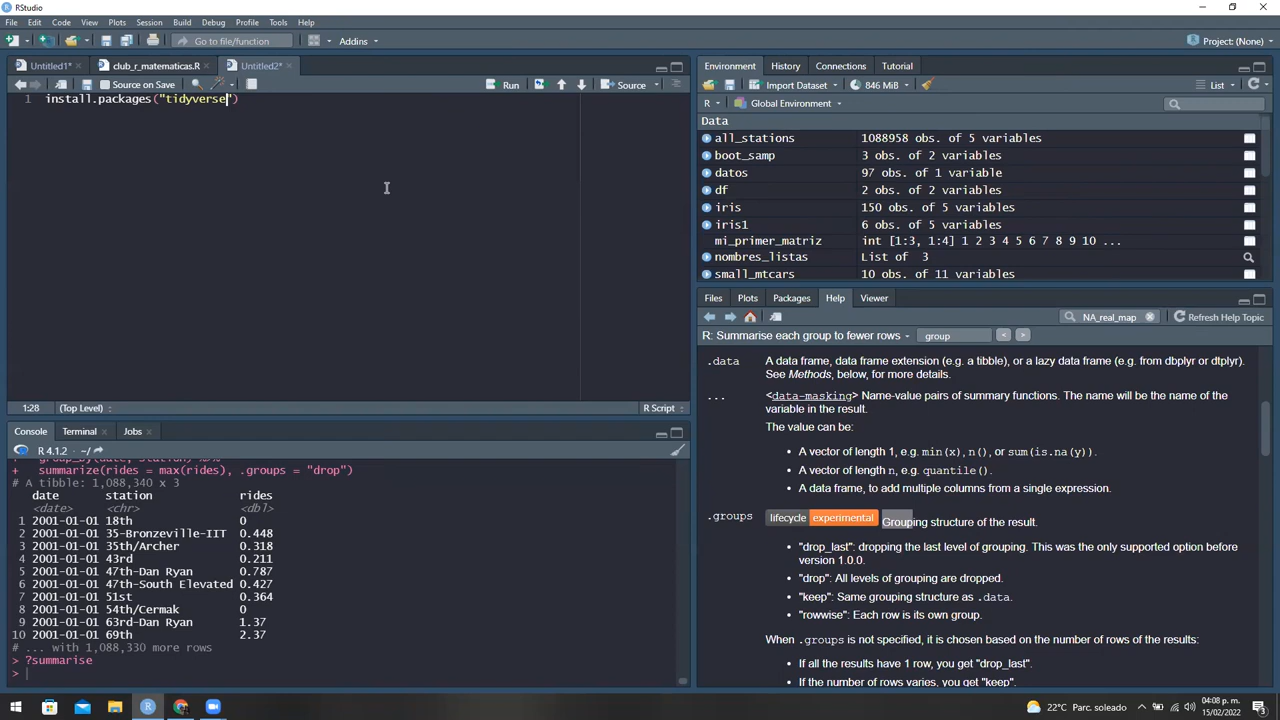 RStudio
File Edit Code View Plots Session Build Debug Profile Tools Help
Go to file/function Addins Project: (None)
Untitled1* club_r_matematicas.R Untitled2*
Source on Save Run Source
1 install.packages("tidyverse")
1:28 (Top Level) R Script
Console Terminal Jobs
R 4.1.2 · ~/
+ summarize(rides = max(rides), .groups = "drop")
# A tibble: 1,088,340 x 3
date station rides
<date> <chr> <dbl>
1 2001-01-01 18th 0
2 2001-01-01 35-Bronzeville-IIT 0.448
3 2001-01-01 35th/Archer 0.318
4 2001-01-01 43rd 0.211
5 2001-01-01 47th-Dan Ryan 0.787
6 2001-01-01 47th-South Elevated 0.427
7 2001-01-01 51st 0.364
8 2001-01-01 54th/Cermak 0
9 2001-01-01 63rd-Dan Ryan 1.37
10 2001-01-01 69th 2.37
# ... with 1,088,330 more rows
> ?summarise
>
Environment History Connections Tutorial
Import Dataset 846 MiB List
R Global Environment
Data
all_stations 1088958 obs. of 5 variables
boot_samp 3 obs. of 2 variables
datos 97 obs. of 1 variable
df 2 obs. of 2 variables
iris 150 obs. of 5 variables
iris1 6 obs. of 5 variables
mi_primer_matriz int [1:3, 1:4] 1 2 3 4 5 6 7 8 9 10 ...
nombres_listas List of 3
small_mtcars 10 obs. of 11 variables
Files Plots Packages Help Viewer
NA_real_map Refresh Help Topic
R: Summarise each group to fewer rows group
.data A data frame, data frame extension (e.g. a tibble), or a lazy data frame (e.g. from dbplyr or dtplyr).
See Methods, below, for more details.
... <data-masking> Name-value pairs of summary functions. The name will be the name of the
variable in the result.
The value can be:
• A vector of length 1, e.g. min(x), n(), or sum(is.na(y)).
• A vector of length n, e.g. quantile().
• A data frame, to add multiple columns from a single expression.
.groups lifecycle experimental Grouping structure of the result.
• "drop_last": dropping the last level of grouping. This was the only supported option before
version 1.0.0.
• "drop": All levels of grouping are dropped.
• "keep": Same grouping structure as .data.
• "rowwise": Each row is its own group.
When .groups is not specified, it is chosen based on the number of rows of the results:
• If all the results have 1 row, you get "drop_last".
• If the number of rows varies, you get "keep".
22°C Parc. soleado 04:08 p. m.
15/02/2022